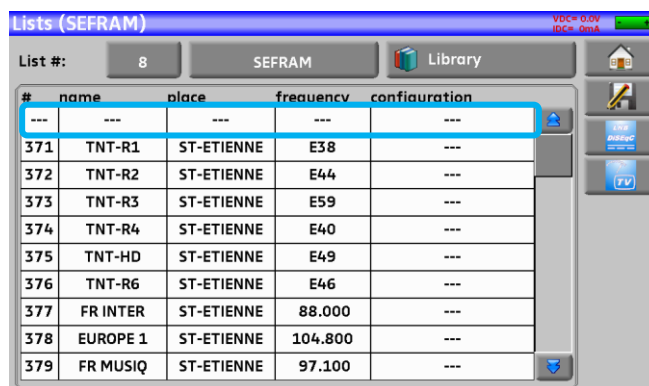 Lists (SEFRAM) VDC= 0.0V
IDC= 0mA
List #: 8 SEFRAM Library
# name place frequency configuration
--- --- --- --- ---
371 TNT-R1 ST-ETIENNE E38 ---
372 TNT-R2 ST-ETIENNE E44 ---
373 TNT-R3 ST-ETIENNE E59 ---
374 TNT-R4 ST-ETIENNE E40 ---
375 TNT-HD ST-ETIENNE E49 ---
376 TNT-R6 ST-ETIENNE E46 ---
377 FR INTER ST-ETIENNE 88.000 ---
378 EUROPE 1 ST-ETIENNE 104.800 ---
379 FR MUSIQ ST-ETIENNE 97.100 ---
DiSEqC
TV